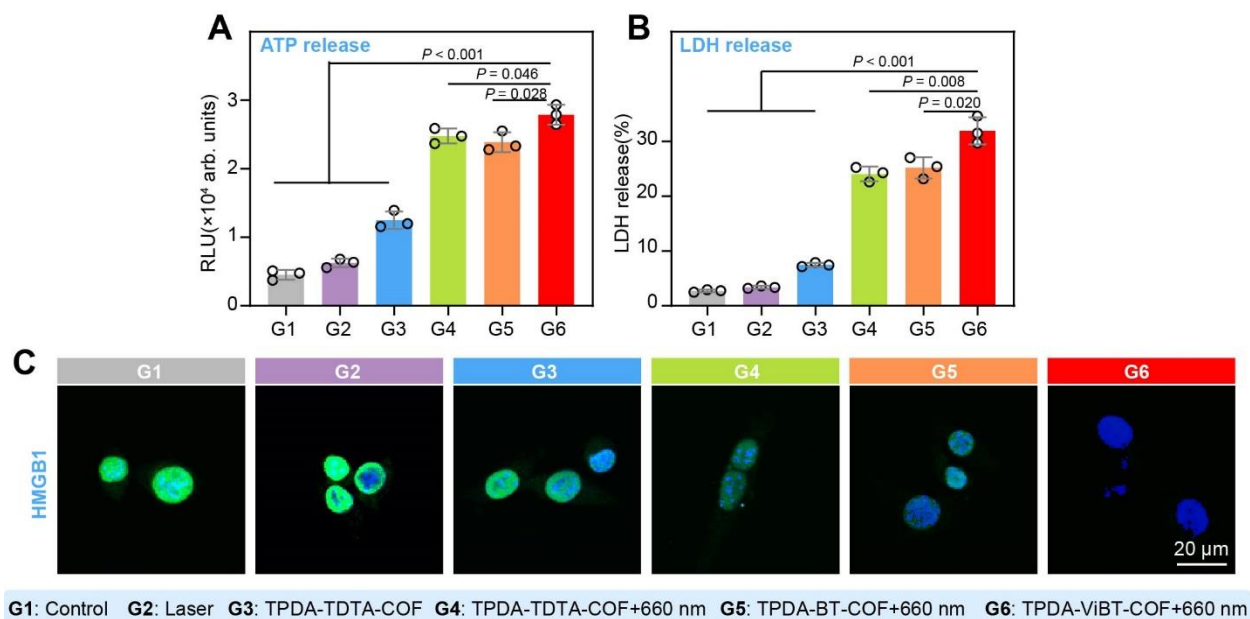 A
ATP release
P < 0.001
P = 0.046
P = 0.028
RLU(×10⁴ arb. units)
3
2
1
0
G1 G2 G3 G4 G5 G6
B
LDH release
P < 0.001
P = 0.008
P = 0.020
LDH release(%)
30
20
10
0
G1 G2 G3 G4 G5 G6
C
G1 G2 G3 G4 G5 G6
HMGB1
20 µm
G1: Control G2: Laser G3: TPDA-TDTA-COF G4: TPDA-TDTA-COF+660 nm G5: TPDA-BT-COF+660 nm G6: TPDA-ViBT-COF+660 nm